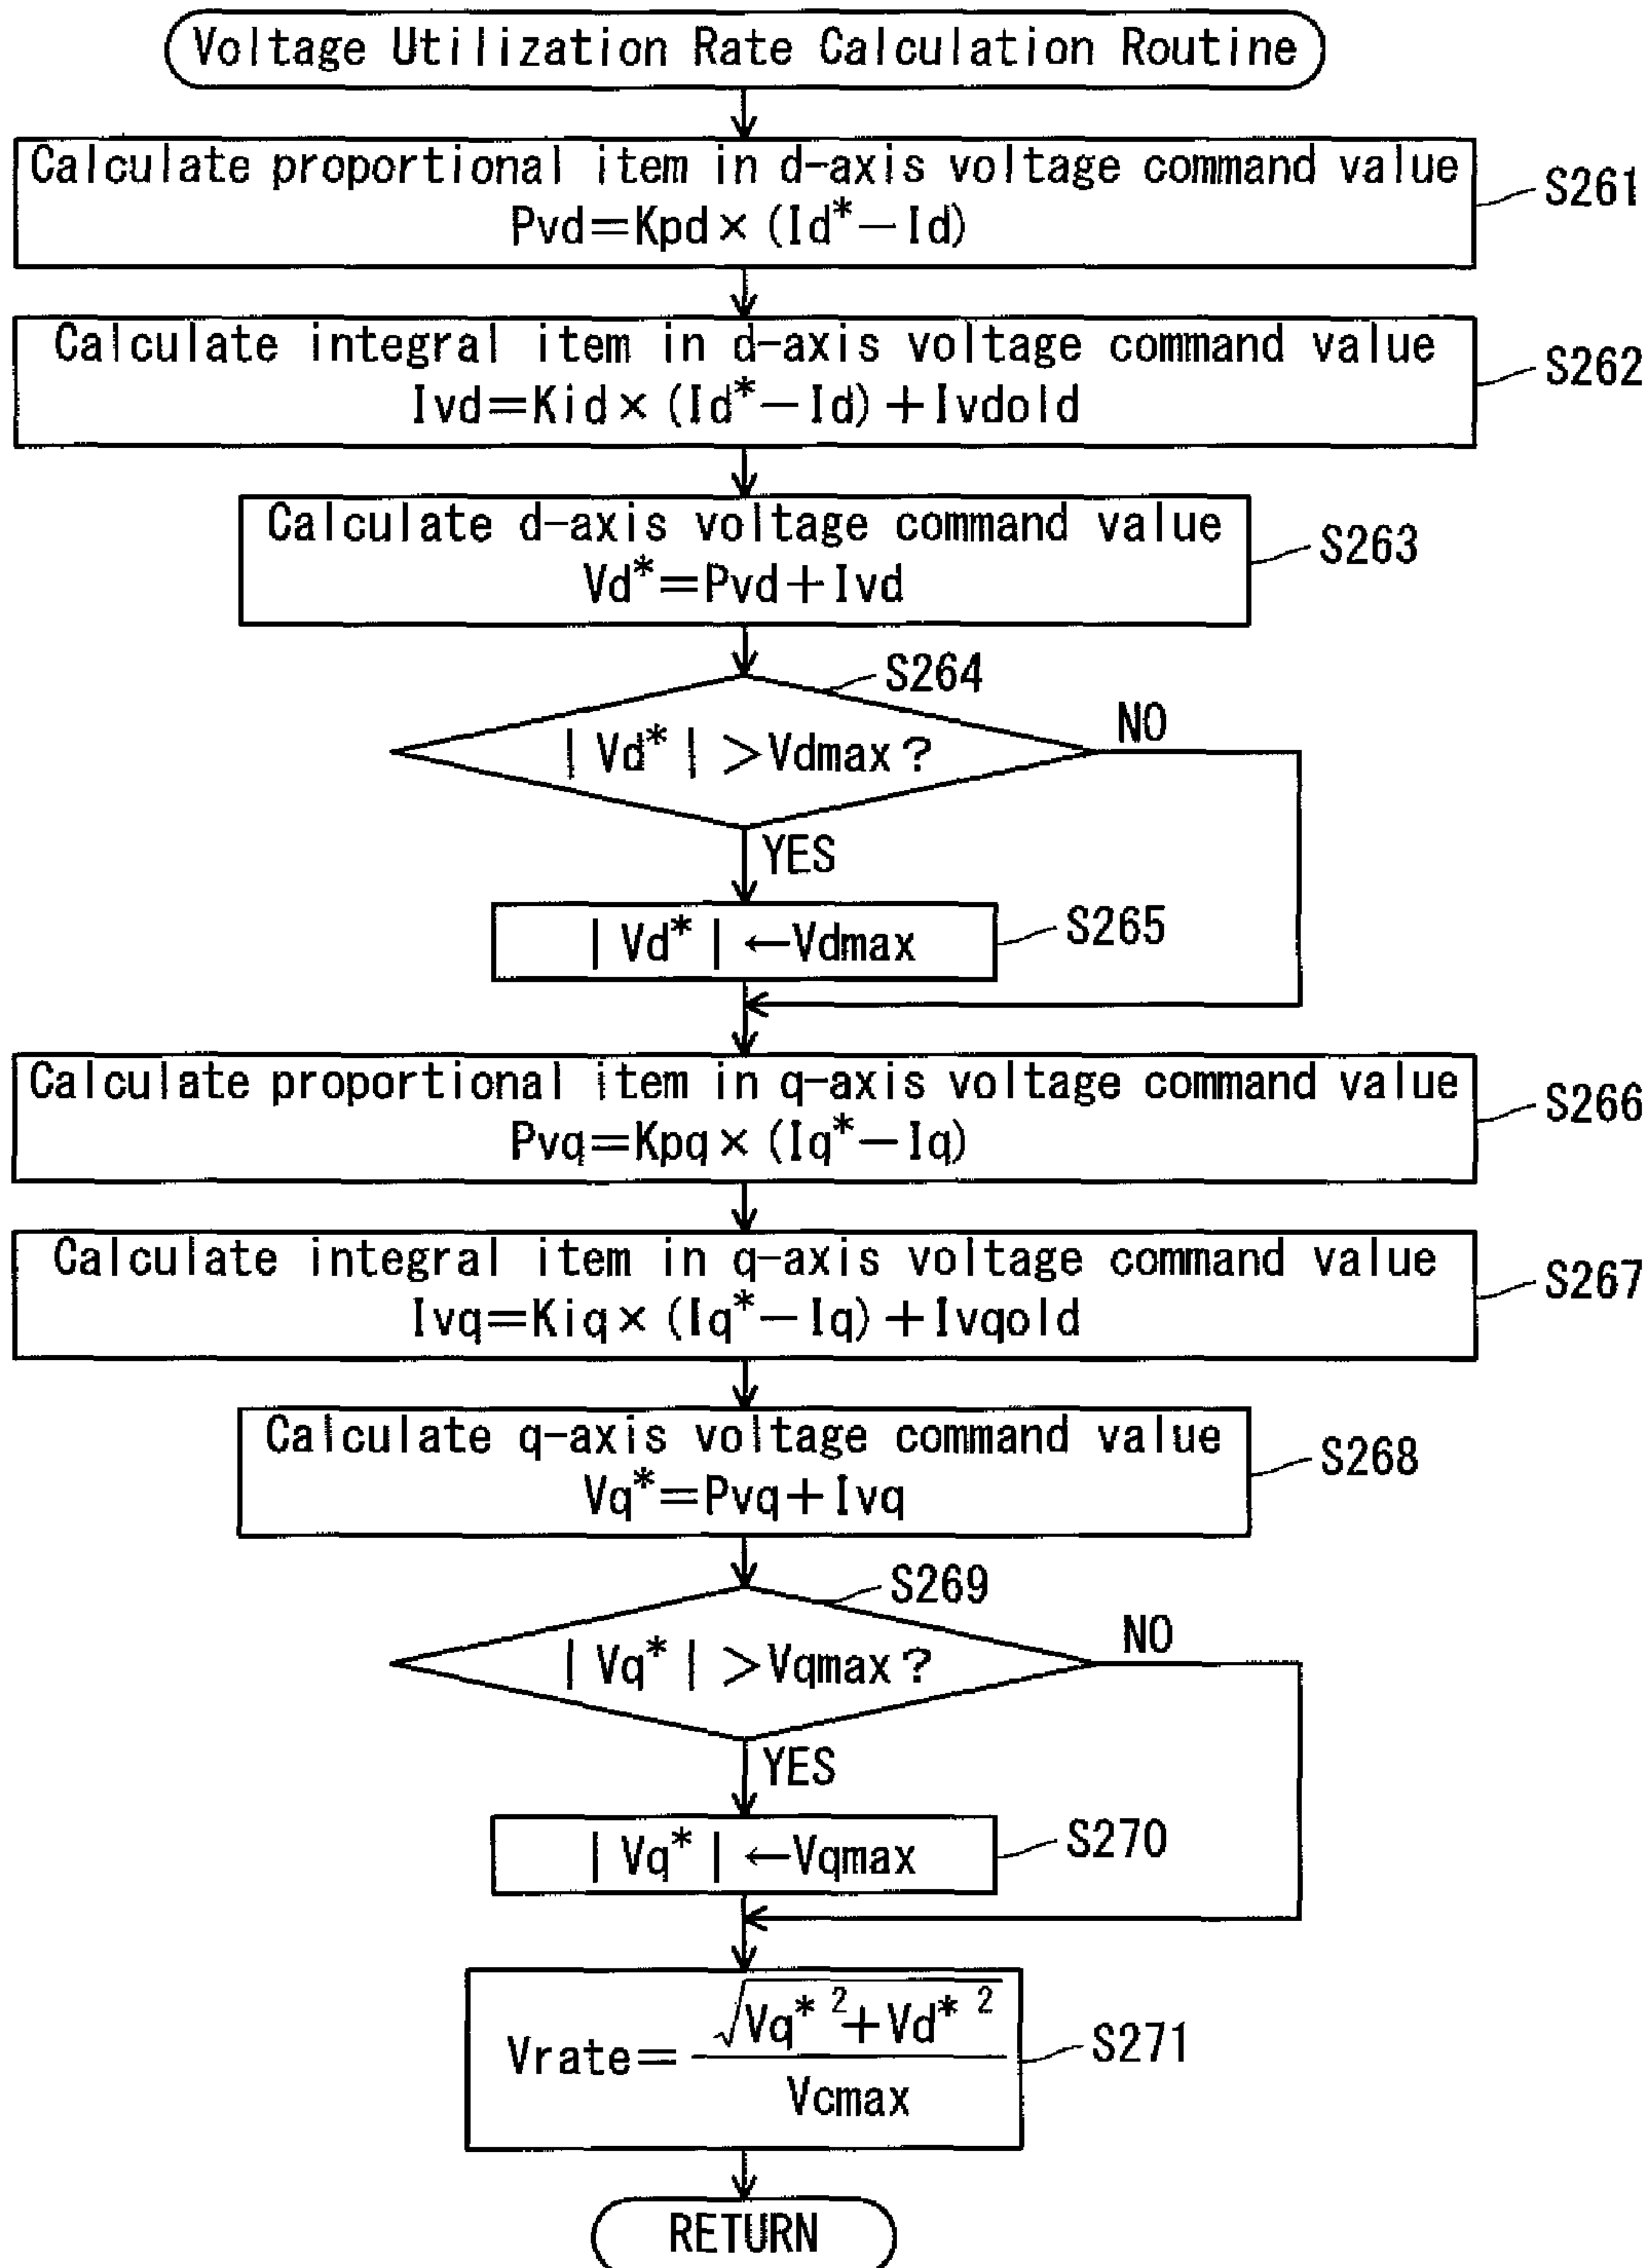 Voltage Utilization Rate Calculation Routine
Calculate proportional item in d-axis voltage command value
Pvd=Kpd×(Id*−Id)
S261
Calculate integral item in d-axis voltage command value
Ivd=Kid×(Id*−Id)+Ivdold
S262
Calculate d-axis voltage command value
Vd*=Pvd+Ivd
S263
S264
|Vd*|>Vdmax?
NO
YES
|Vd*|←Vdmax
S265
Calculate proportional item in q-axis voltage command value
Pvq=Kpq×(Iq*−Iq)
S266
Calculate integral item in q-axis voltage command value
Ivq=Kiq×(Iq*−Iq)+Ivqold
S267
Calculate q-axis voltage command value
Vq*=Pvq+Ivq
S268
S269
|Vq*|>Vqmax?
NO
YES
|Vq*|←Vqmax
S270
Vrate=√(Vq*²+Vd*²)/Vcmax
S271
RETURN